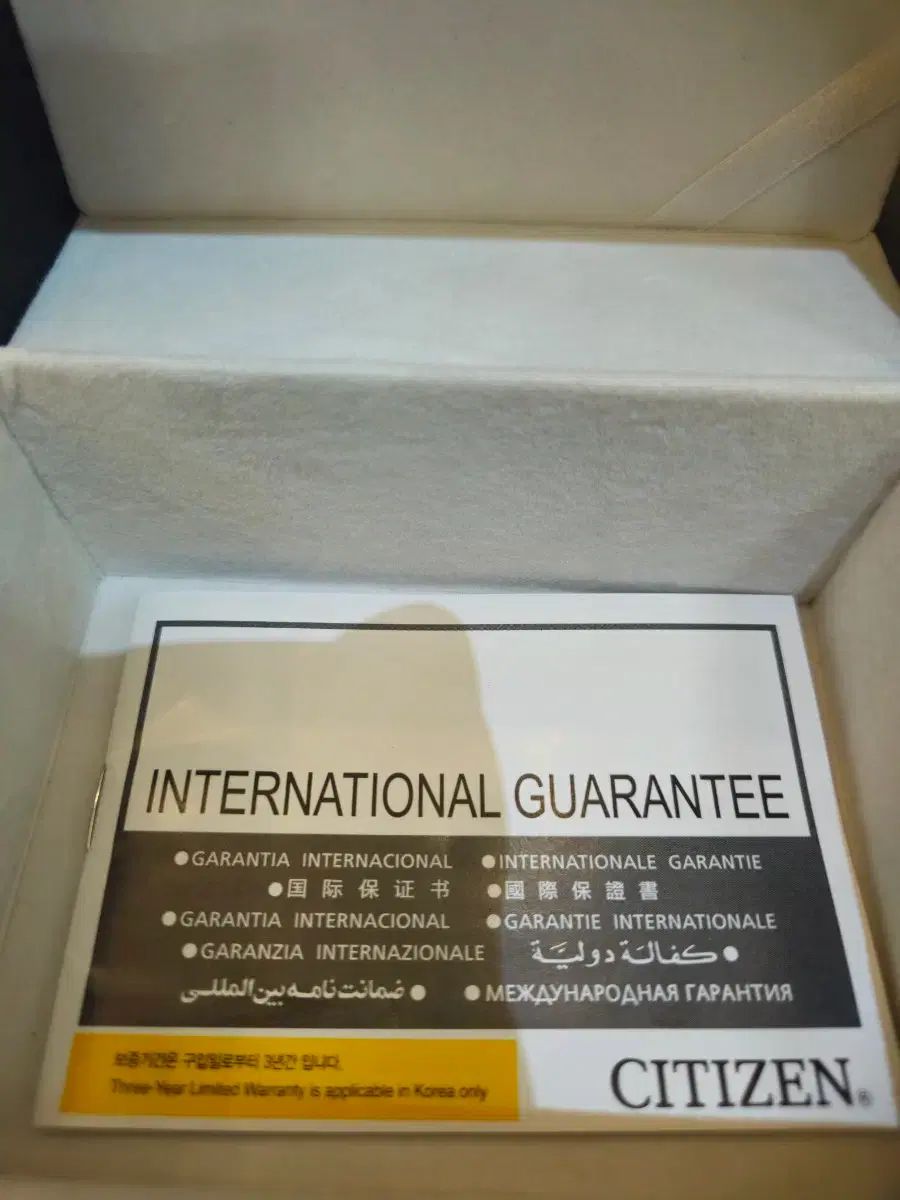 INTERNATIONAL GUARANTEE
●GARANTIA INTERNACIONAL ●INTERNATIONALE GARANTIE
●国际保证书 ●國際保證書
●GARANTIA INTERNACIONAL ●GARANTIE INTERNATIONALE
●GARANZIA INTERNAZIONALE ●كفالة دوليّة
●ضمانت نامه بين المللى ●МЕЖДУНАРОДНАЯ ГАРАНТИЯ
보증기간은 구입일로부터 3년간 입니다.
Three-Year Limited Warranty is applicable in Korea only
CITIZEN®